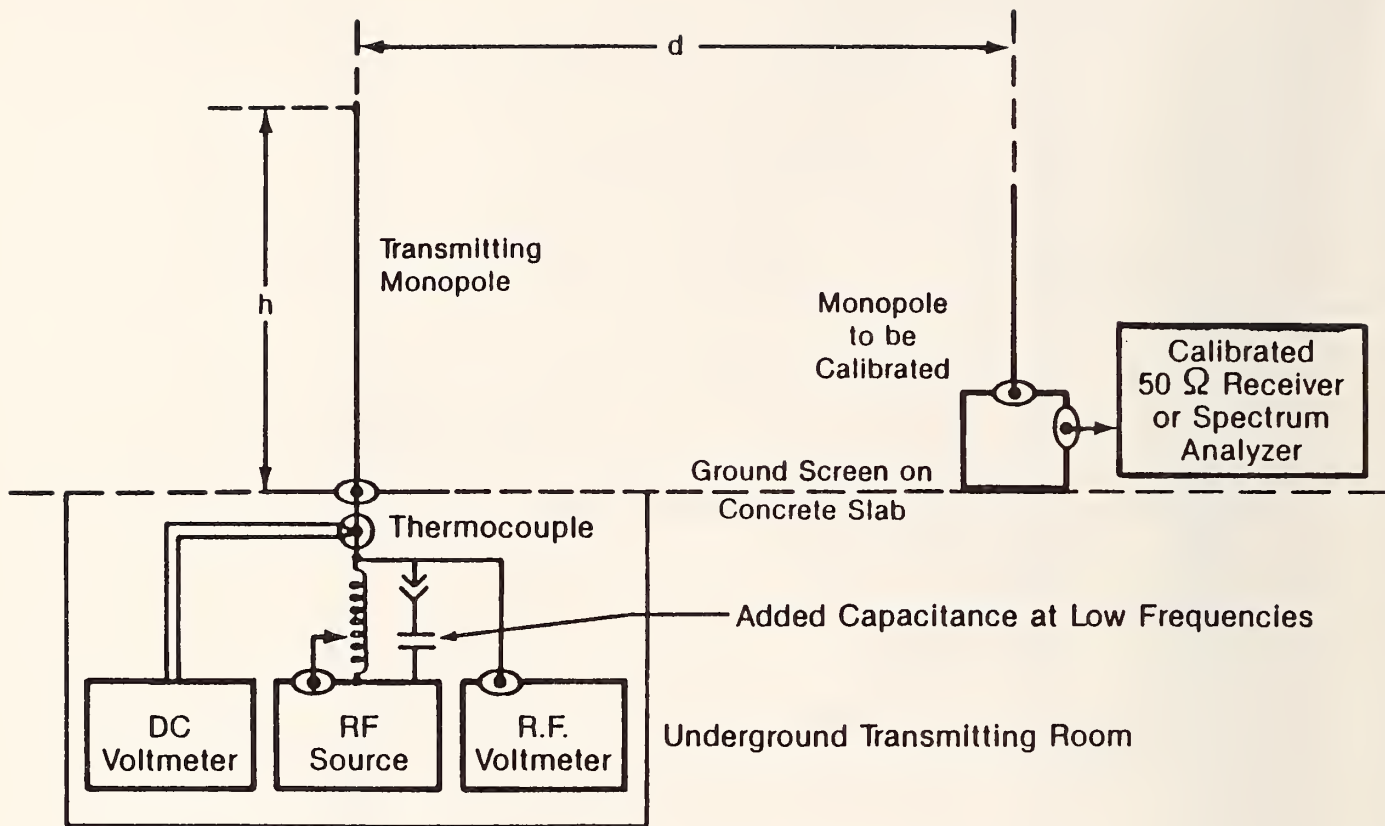 d
Transmitting
Monopole
h
Monopole
to be
Calibrated
Calibrated
50 Ω Receiver
or Spectrum
Analyzer
Ground Screen on
Concrete Slab
Thermocouple
Added Capacitance at Low Frequencies
DC
Voltmeter
RF
Source
R.F.
Voltmeter
Underground Transmitting Room